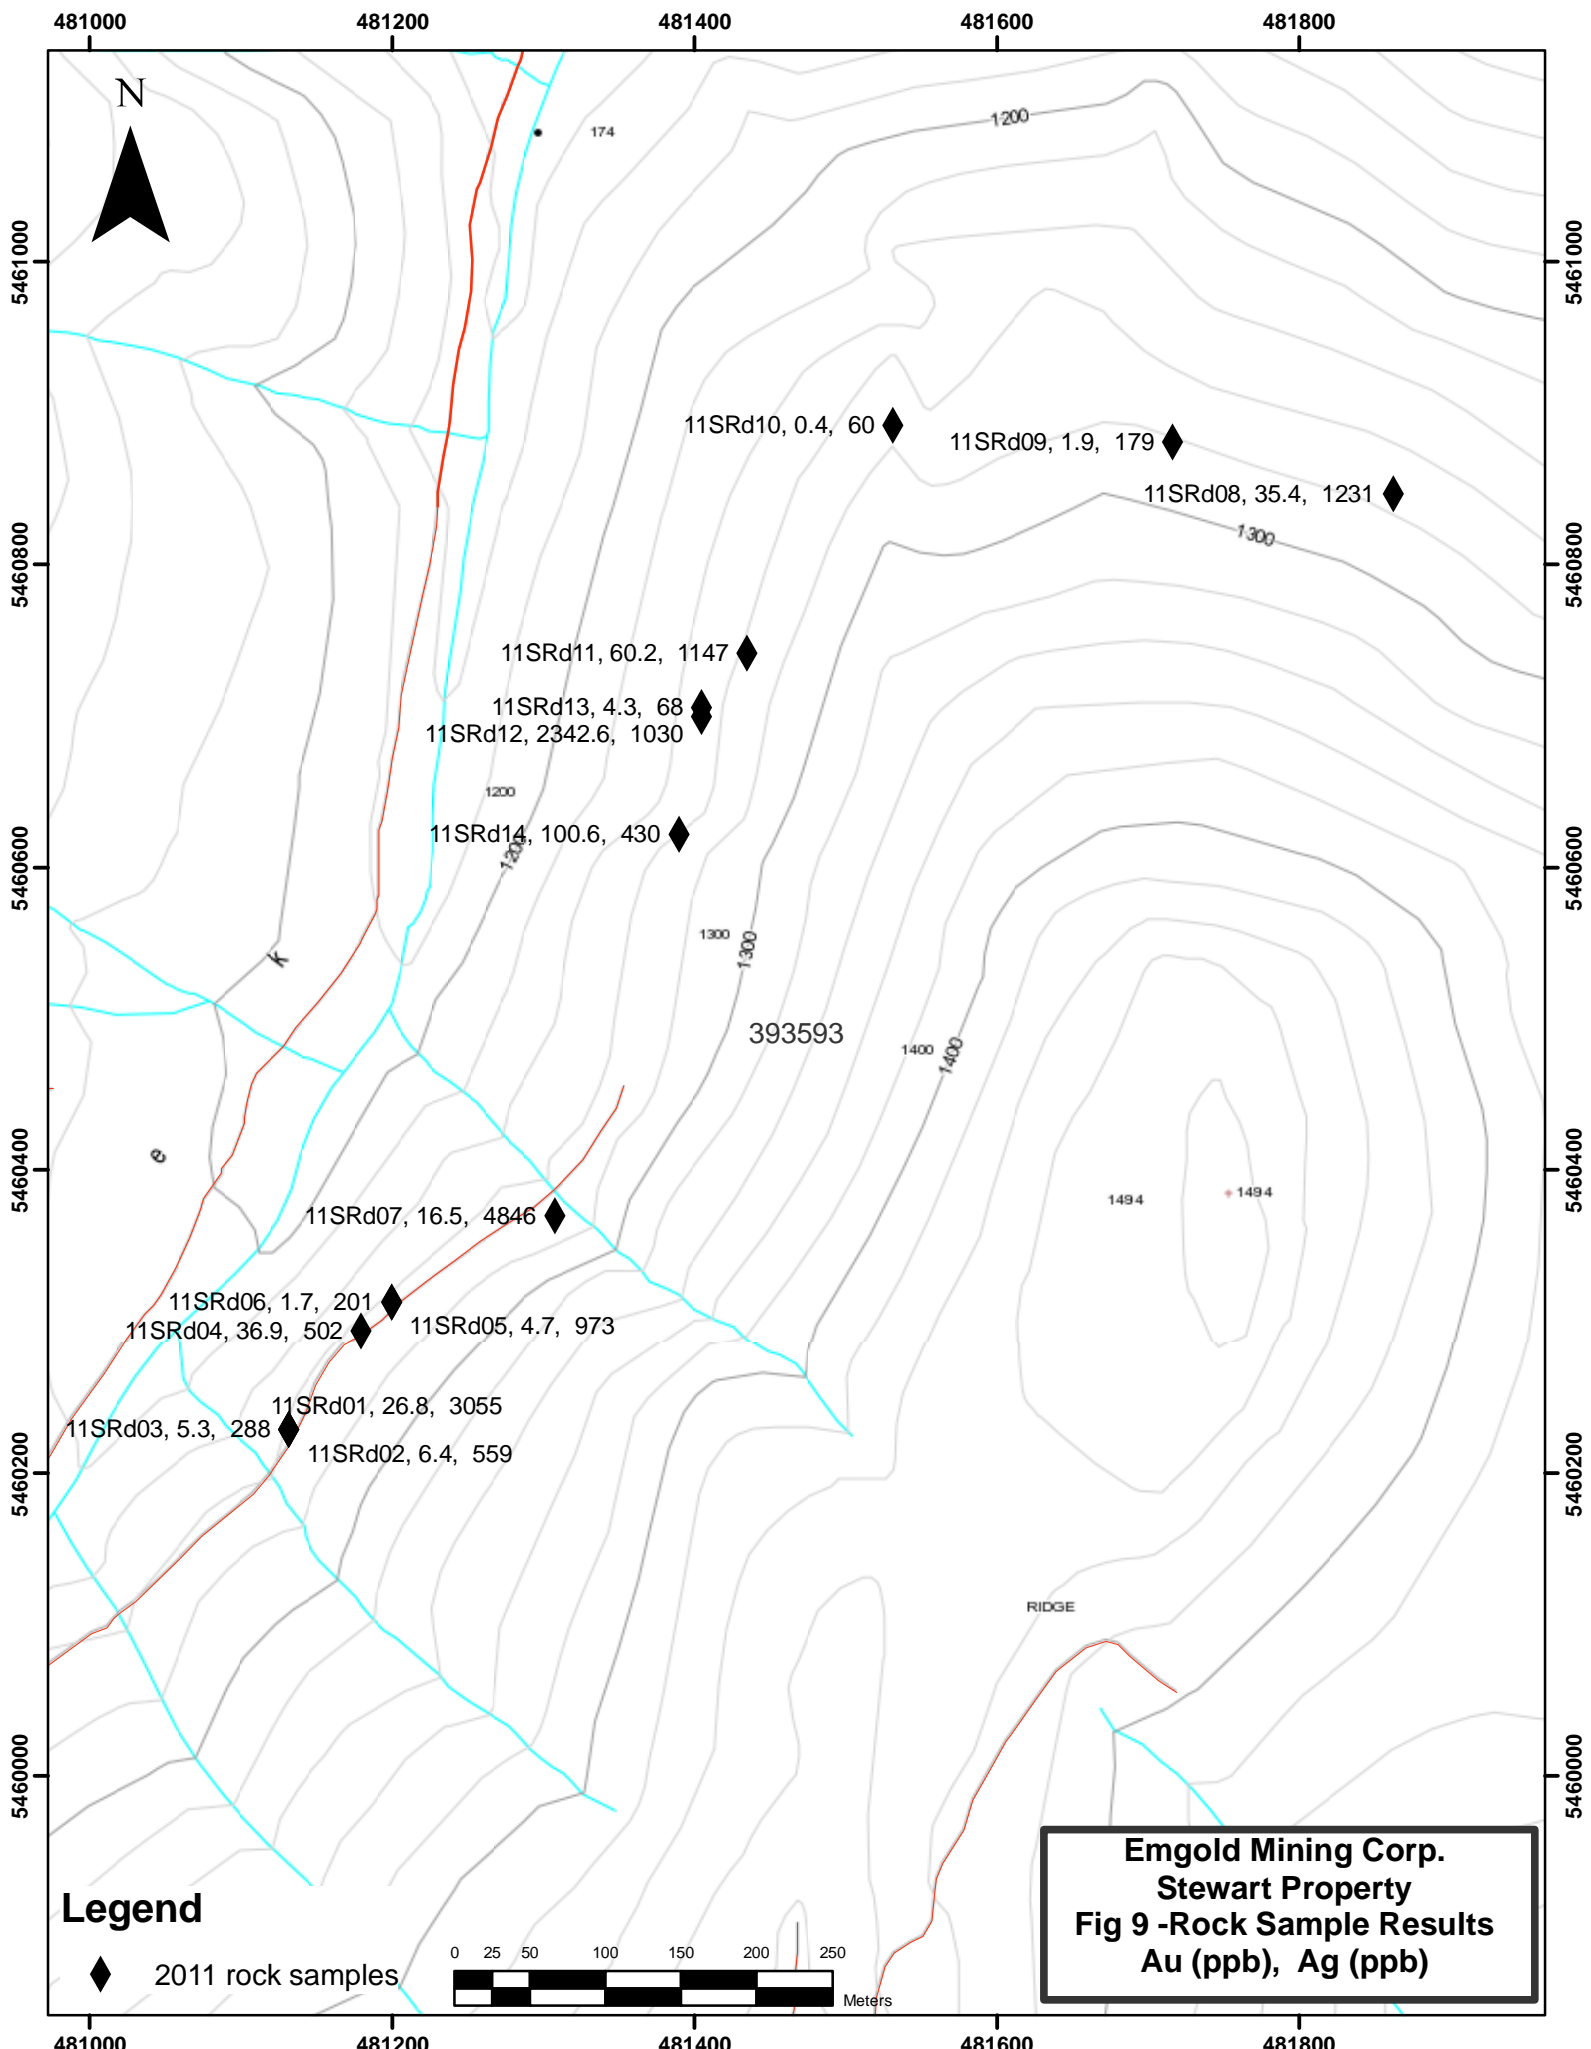 481000 481200 481400 481600 481800
N
174
1200
5461000 5461000
11SRd10, 0.4, 60
11SRd09, 1.9, 179
11SRd08, 35.4, 1231
1300
5460800 5460800
11SRd11, 60.2, 1147
11SRd13, 4.3, 68
11SRd12, 2342.6, 1030
1200
11SRd14, 100.6, 430
1200
5460600 5460600
1300
1300
k
393593
1400
1400
e
5460400 5460400
1494
1494
11SRd07, 16.5, 4846
11SRd06, 1.7, 201
11SRd05, 4.7, 973
11SRd04, 36.9, 502
11SRd01, 26.8, 3055
11SRd03, 5.3, 288
11SRd02, 6.4, 559
5460200 5460200
RIDGE
5460000 5460000
Emgold Mining Corp.
Stewart Property
Fig 9 -Rock Sample Results
Au (ppb), Ag (ppb)
Legend
2011 rock samples
0 25 50 100 150 200 250
Meters
481000 481200 481400 481600 481800